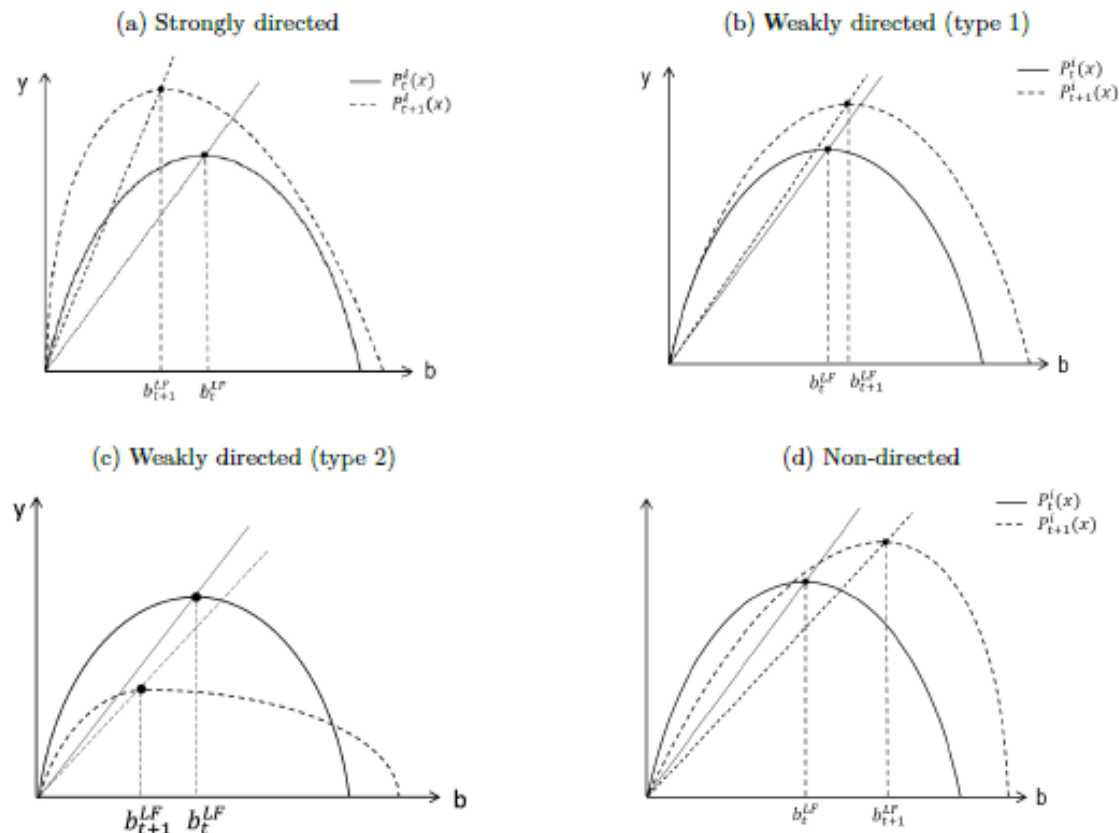 (a) Strongly directed
y
P_t^i(x)
P_{t+1}^i(x)
b
b_{t+1}^{LF}
b_t^{LF}
(b) Weakly directed (type 1)
y
P_t^i(x)
P_{t+1}^i(x)
b
b_t^{LF}
b_{t+1}^{LF}
(c) Weakly directed (type 2)
y
b
b_{t+1}^{LF}
b_t^{LF}
(d) Non-directed
y
P_t^i(x)
P_{t+1}^i(x)
b
b_t^{LF}
b_{t+1}^{LF}